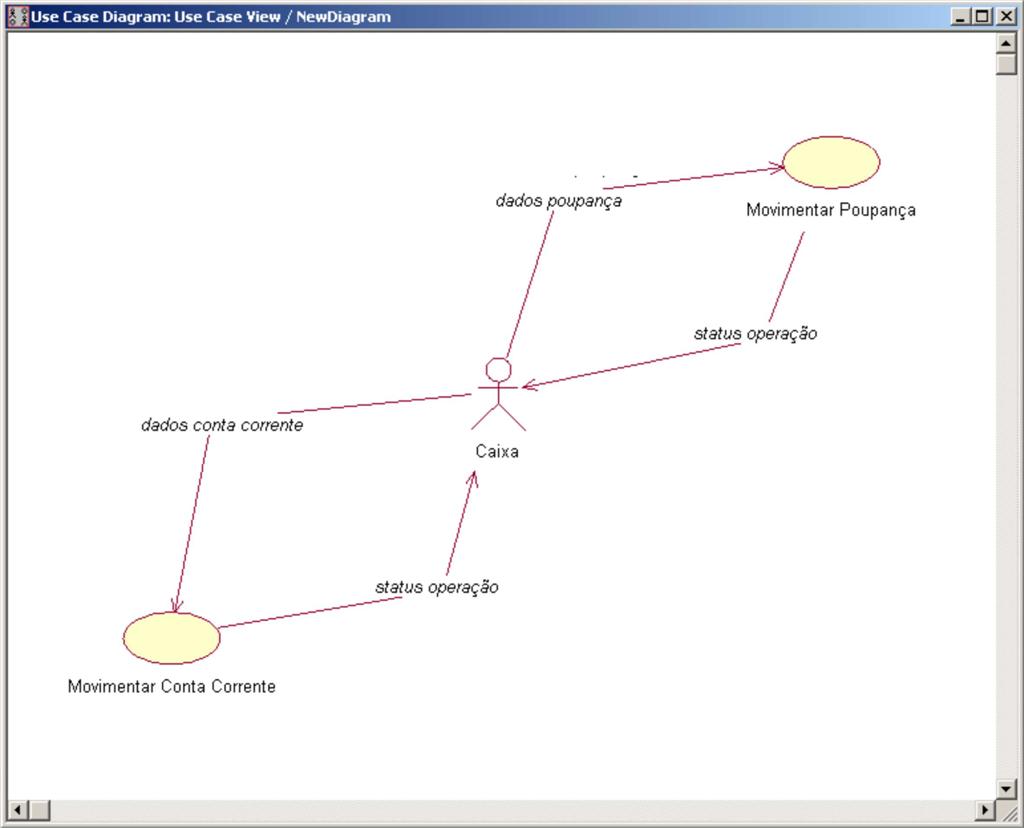 Use Case Diagram: Use Case View / NewDiagram
dados poupança
Movimentar Poupança
status operação
dados conta corrente
Caixa
status operação
Movimentar Conta Corrente